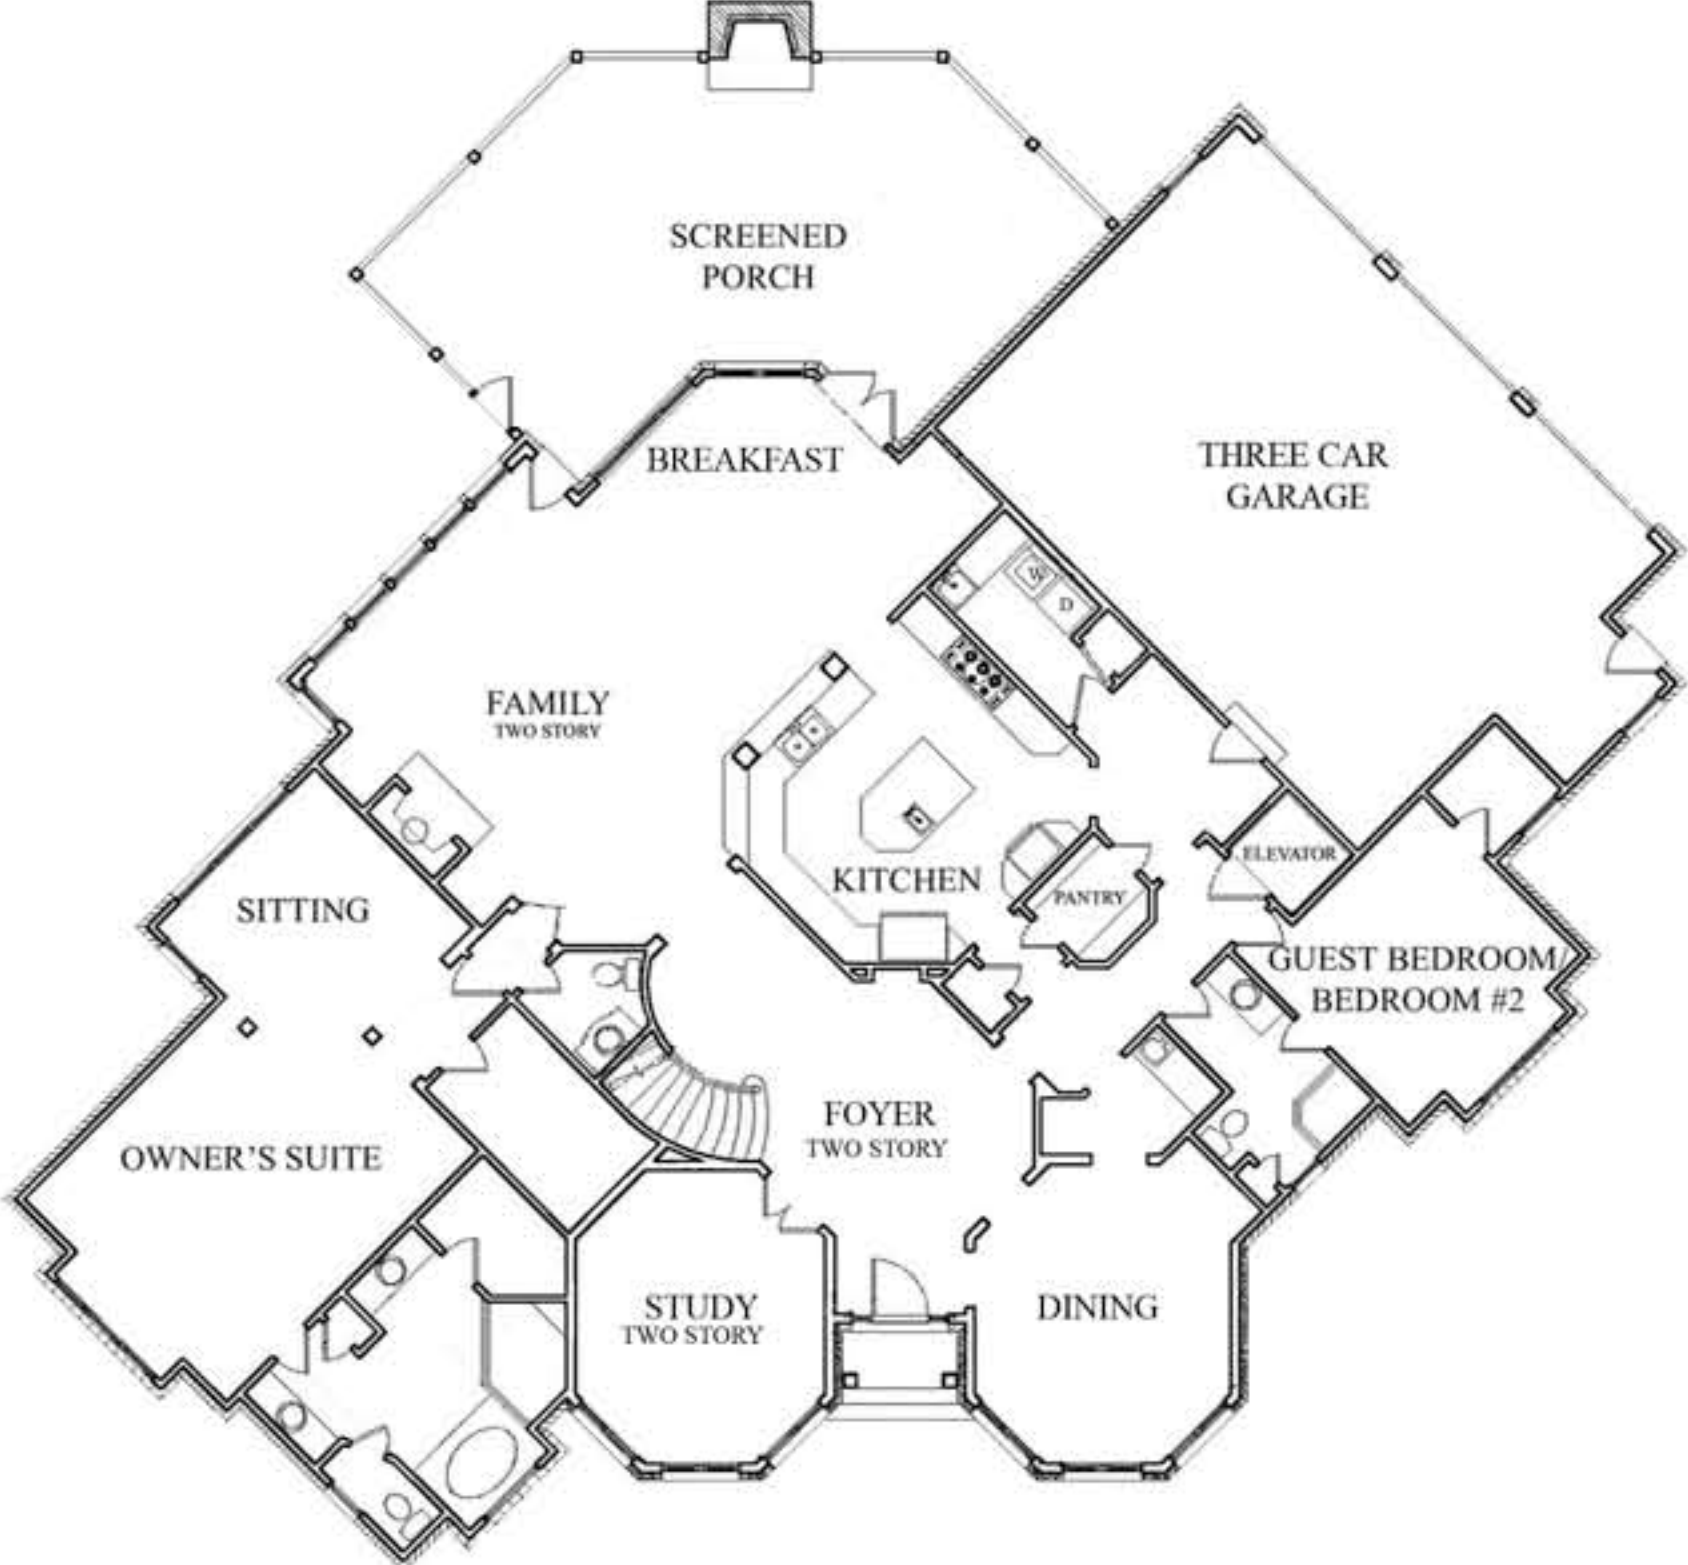 SCREENED
PORCH
THREE CAR
GARAGE
BREAKFAST
W
D
FAMILY
TWO STORY
ELEVATOR
KITCHEN
PANTRY
SITTING
GUEST BEDROOM/
BEDROOM #2
FOYER
TWO STORY
OWNER'S SUITE
STUDY
TWO STORY
DINING